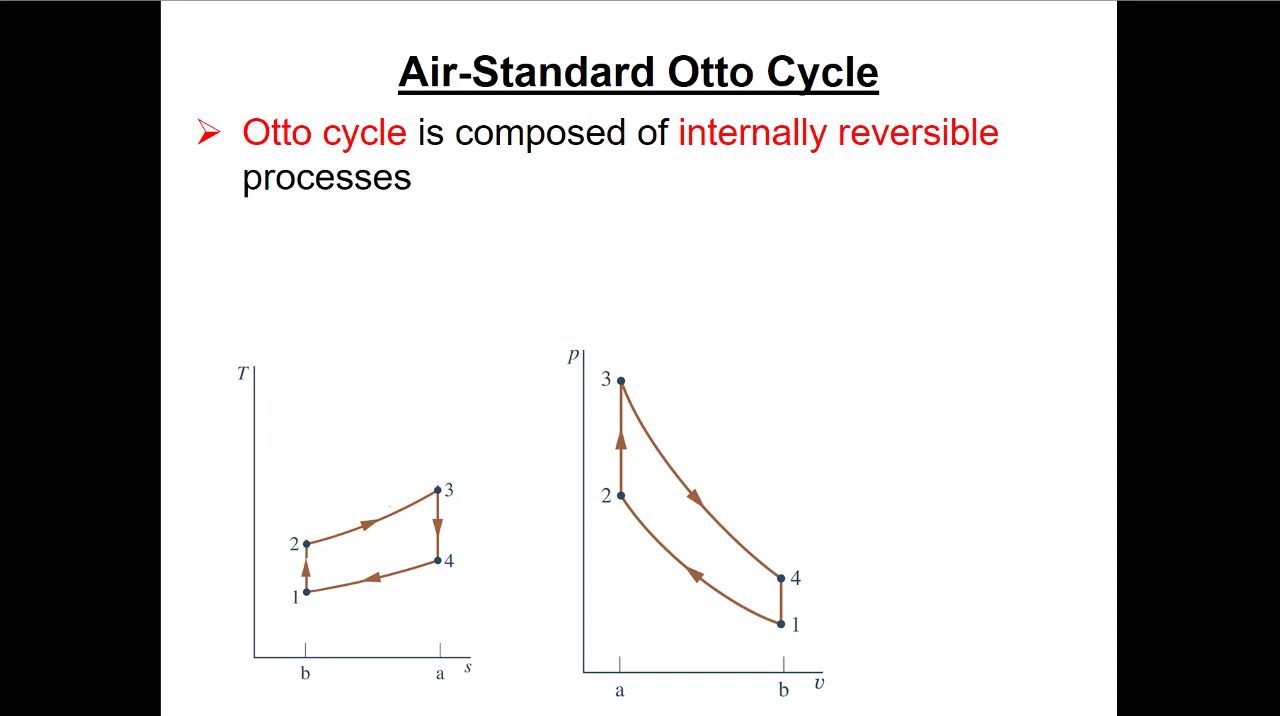 Air-Standard Otto Cycle
➢ Otto cycle is composed of internally reversible
processes
T
3
2
4
1
b
a
s
p
3
2
4
1
a
b
v